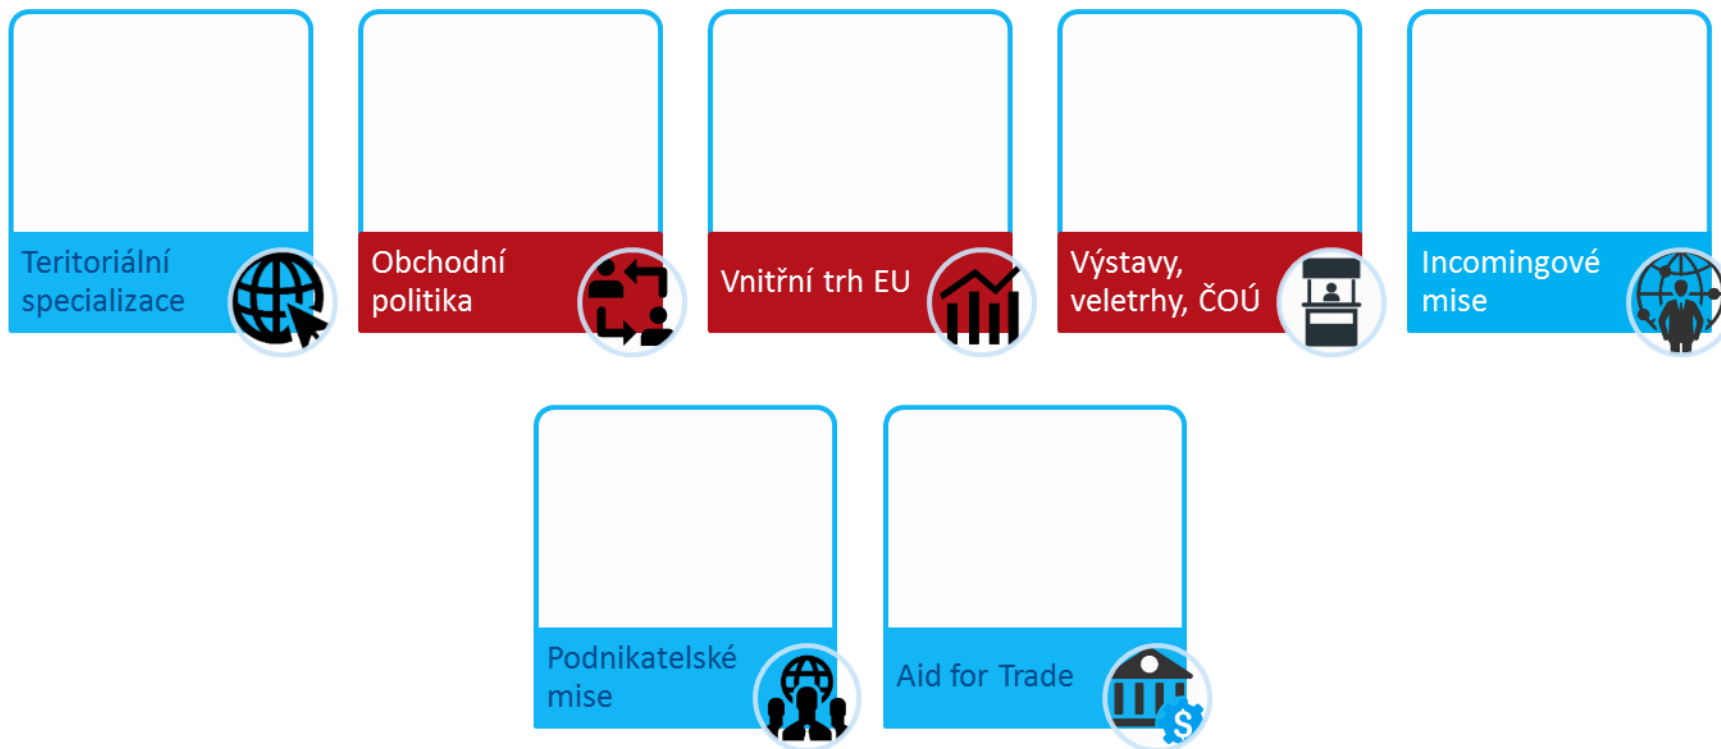 Teritoriální
specializace
Obchodní
politika
Vnitřní trh EU
Výstavy,
veletrhy, ČOÚ
Incomingové
mise
Podnikatelské
mise
Aid for Trade
$